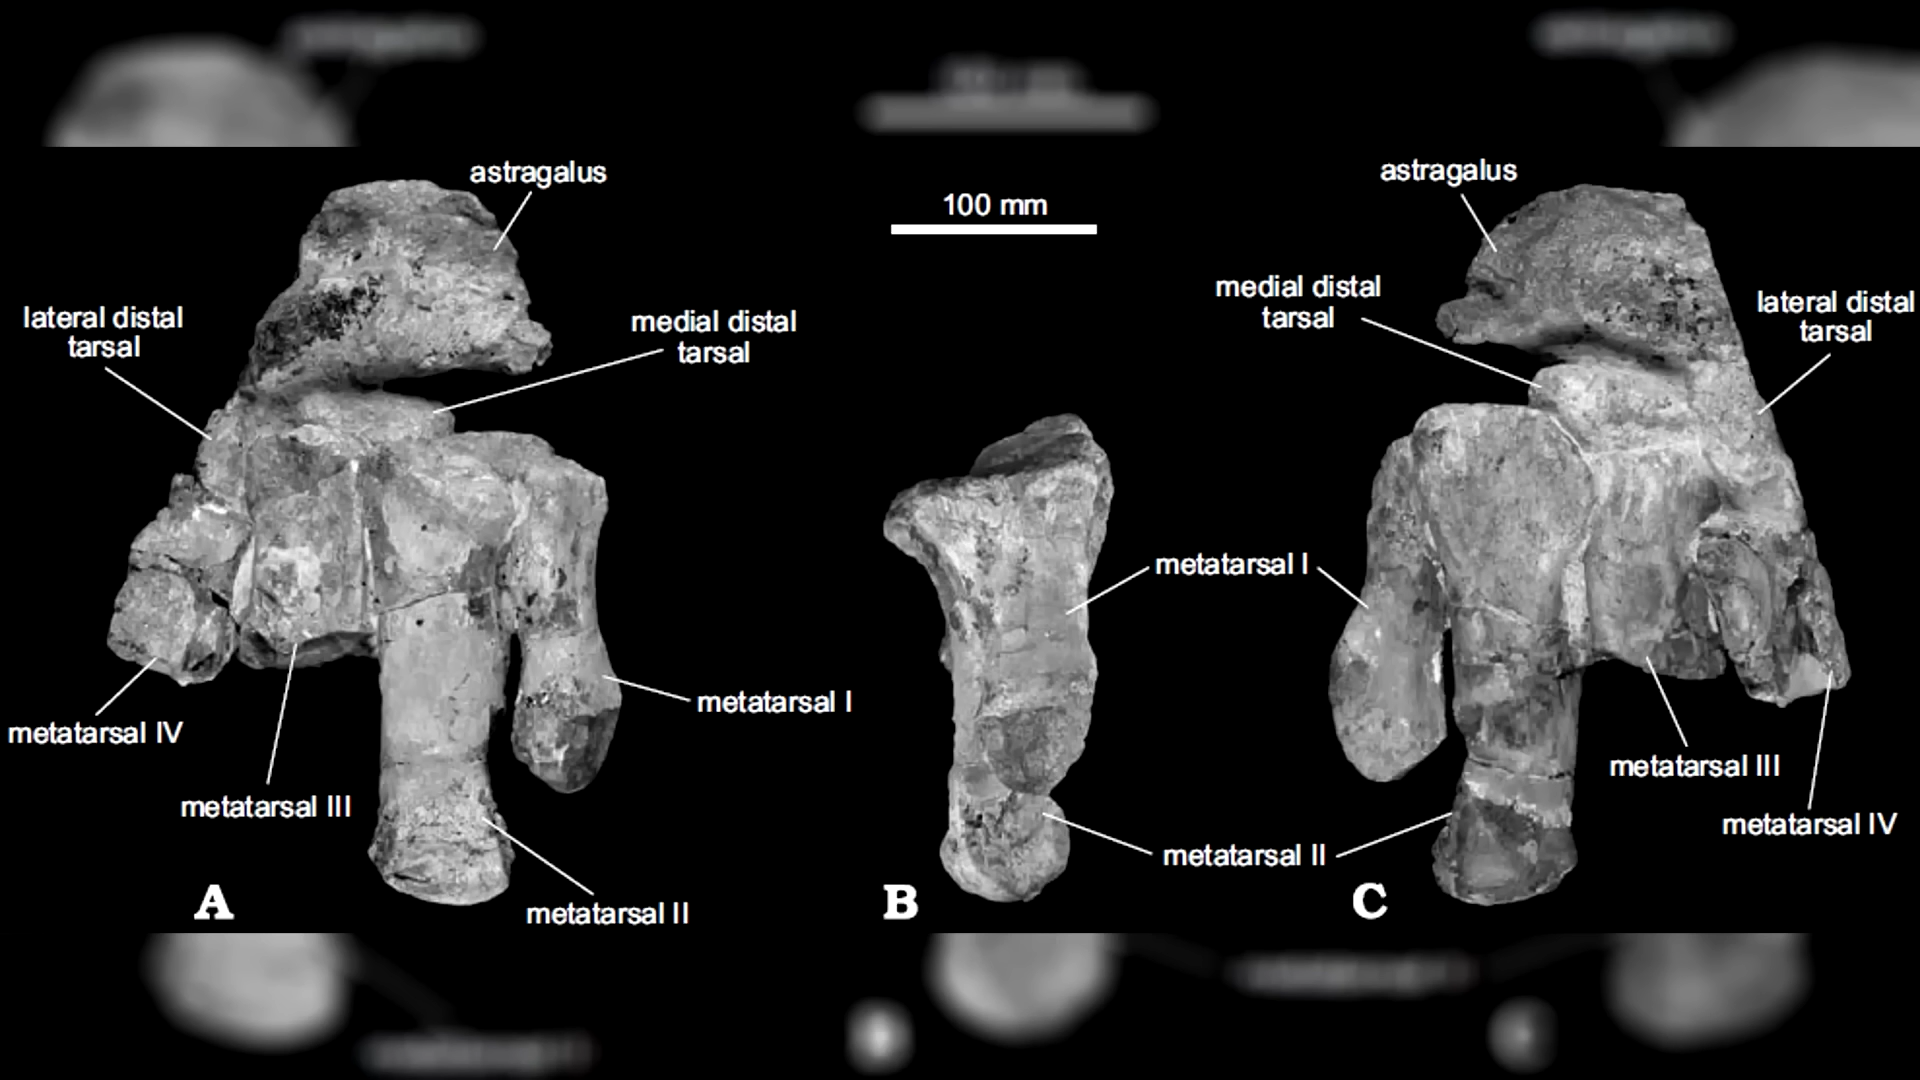 astragalus
lateral distal
tarsal
medial distal
tarsal
metatarsal I
metatarsal IV
metatarsal III
metatarsal II
A
100 mm
metatarsal I
metatarsal II
B
astragalus
medial distal
tarsal
lateral distal
tarsal
metatarsal III
metatarsal IV
C